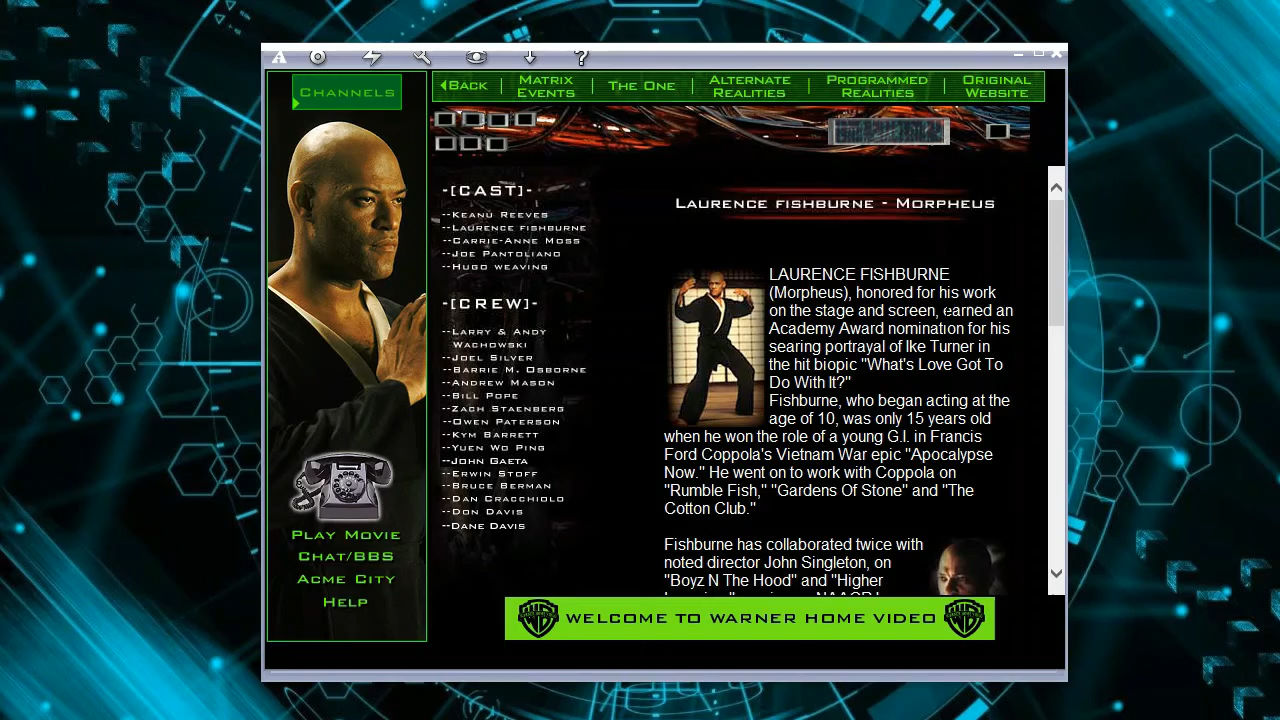 Channels
Back
Matrix
Events
The One
Alternate
Realities
Programmed
Realities
Original
Website
-[Cast]-
--Keanu Reeves
--Laurence fishburne
--Carrie-Anne Moss
--Joe Pantoliano
--Hugo weaving
-[Crew]-
--Larry & Andy
Wachowski
--Joel Silver
--Barrie M. Osborne
--Andrew Mason
--Bill Pope
--Zach Staenberg
--Owen Paterson
--Kym Barrett
--Yuen Wo Ping
--John Gaeta
--Erwin Stoff
--Bruce Berman
--Dan Cracchiolo
--Don Davis
--Dane Davis
Laurence fishburne - Morpheus
LAURENCE FISHBURNE
(Morpheus), honored for his work
on the stage and screen, earned an
Academy Award nomination for his
searing portrayal of Ike Turner in
the hit biopic "What's Love Got To
Do With It?"
Fishburne, who began acting at the
age of 10, was only 15 years old
when he won the role of a young G.I. in Francis
Ford Coppola's Vietnam War epic "Apocalypse
Now." He went on to work with Coppola on
"Rumble Fish," "Gardens Of Stone" and "The
Cotton Club."
Fishburne has collaborated twice with
noted director John Singleton, on
"Boyz N The Hood" and "Higher
Play Movie
Chat/BBS
Acme City
Help
WELCOME TO WARNER HOME VIDEO